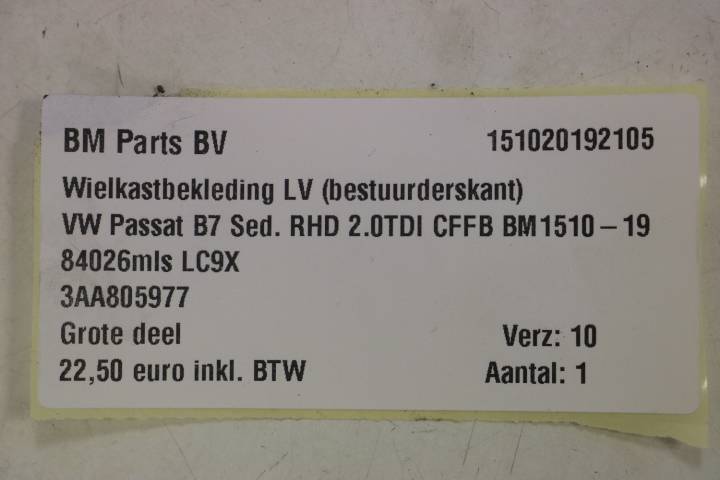 BM Parts BV 151020192105
Wielkastbekleding LV (bestuurderskant)
VW Passat B7 Sed. RHD 2.0TDI CFFB BM1510 – 19
84026mls LC9X
3AA805977
Grote deel Verz: 10
22,50 euro inkl. BTW Aantal: 1